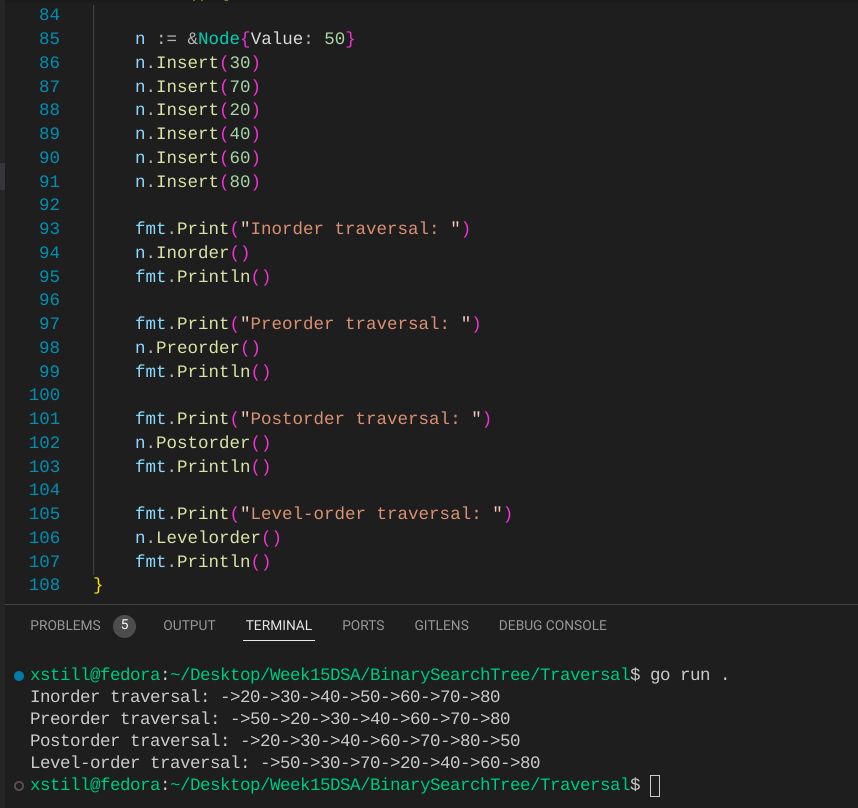 84
85 n := &Node{Value: 50}
86 n.Insert(30)
87 n.Insert(70)
88 n.Insert(20)
89 n.Insert(40)
90 n.Insert(60)
91 n.Insert(80)
92
93 fmt.Print("Inorder traversal: ")
94 n.Inorder()
95 fmt.Println()
96
97 fmt.Print("Preorder traversal: ")
98 n.Preorder()
99 fmt.Println()
100
101 fmt.Print("Postorder traversal: ")
102 n.Postorder()
103 fmt.Println()
104
105 fmt.Print("Level-order traversal: ")
106 n.Levelorder()
107 fmt.Println()
108 }
PROBLEMS 5 OUTPUT TERMINAL PORTS GITLENS DEBUG CONSOLE
xstill@fedora:~/Desktop/Week15DSA/BinarySearchTree/Traversal$ go run .
Inorder traversal: ->20->30->40->50->60->70->80
Preorder traversal: ->50->20->30->40->60->70->80
Postorder traversal: ->20->30->40->60->70->80->50
Level-order traversal: ->50->30->70->20->40->60->80
xstill@fedora:~/Desktop/Week15DSA/BinarySearchTree/Traversal$